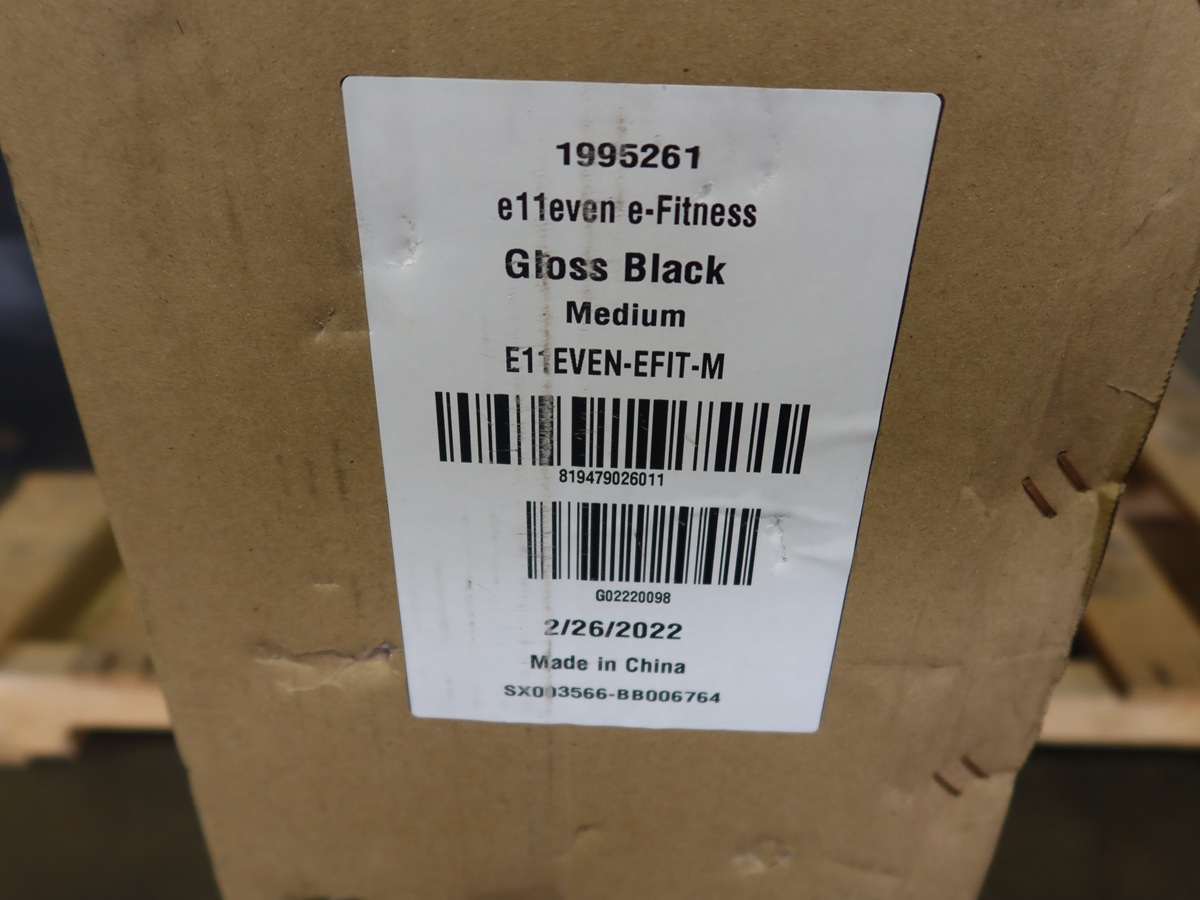 1995261
e11even e-Fitness
Gloss Black
Medium
E11EVEN-EFIT-M
819479026011
G02220098
2/26/2022
Made in China
SX003566-BB006764